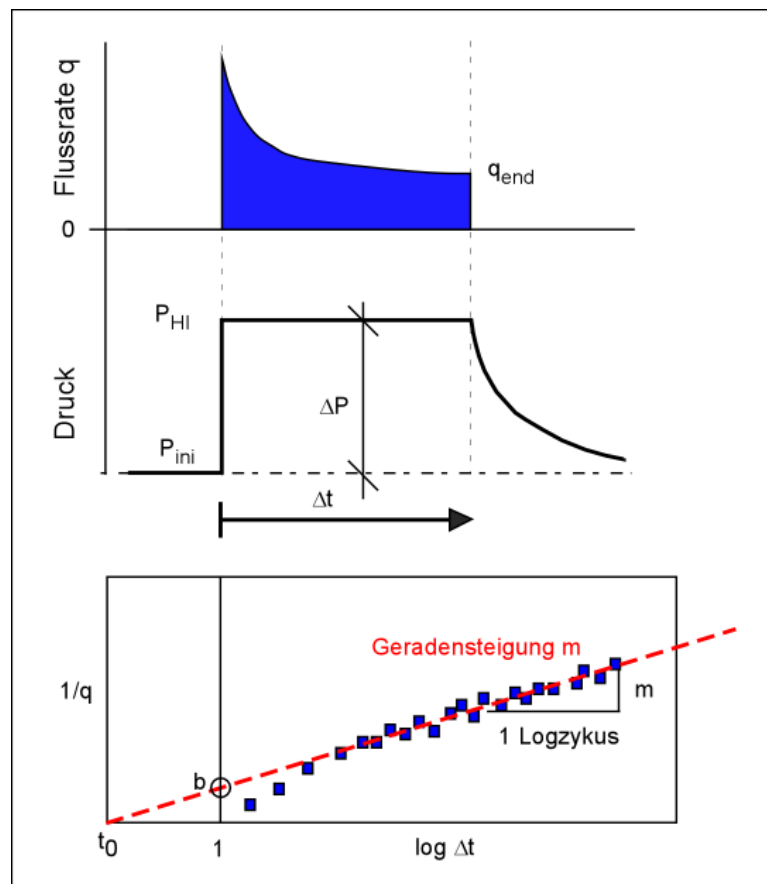 Flussrate q
0
q_end
P_HI
Druck
ΔP
P_ini
Δt
Geradensteigung m
1/q
m
1 Logzykus
b
t_0
1
log Δt